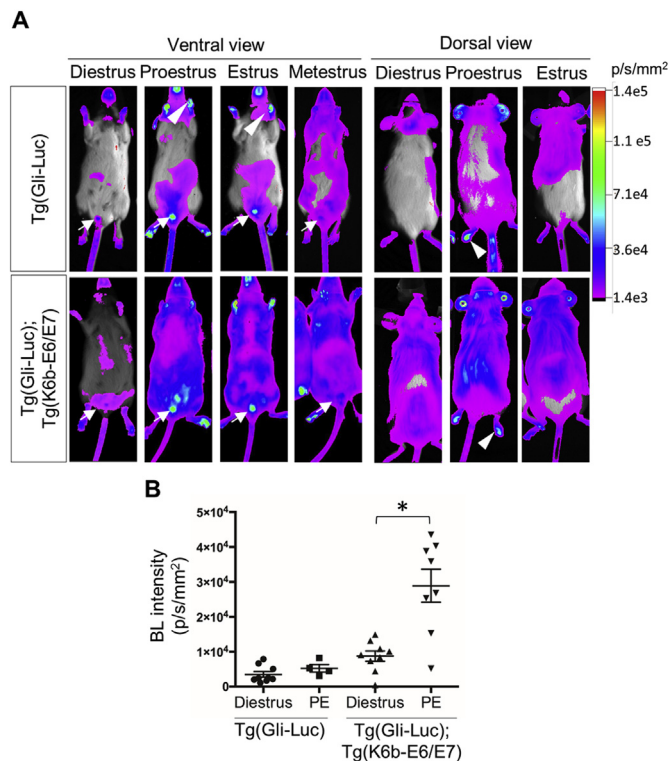 A
Ventral view
Dorsal view
p/s/mm²
Diestrus Proestrus Estrus Metestrus
Diestrus Proestrus Estrus
Tg(Gli-Luc)
Tg(Gli-Luc);
Tg(K6b-E6/E7)
1.4e5
1.1 e5
7.1e4
3.6e4
1.4e3
B
BL intensity
(p/s/mm²)
5×10⁴
4×10⁴
3×10⁴
2×10⁴
1×10⁴
0
*
Diestrus PE Diestrus PE
Tg(Gli-Luc)
Tg(Gli-Luc);
Tg(K6b-E6/E7)